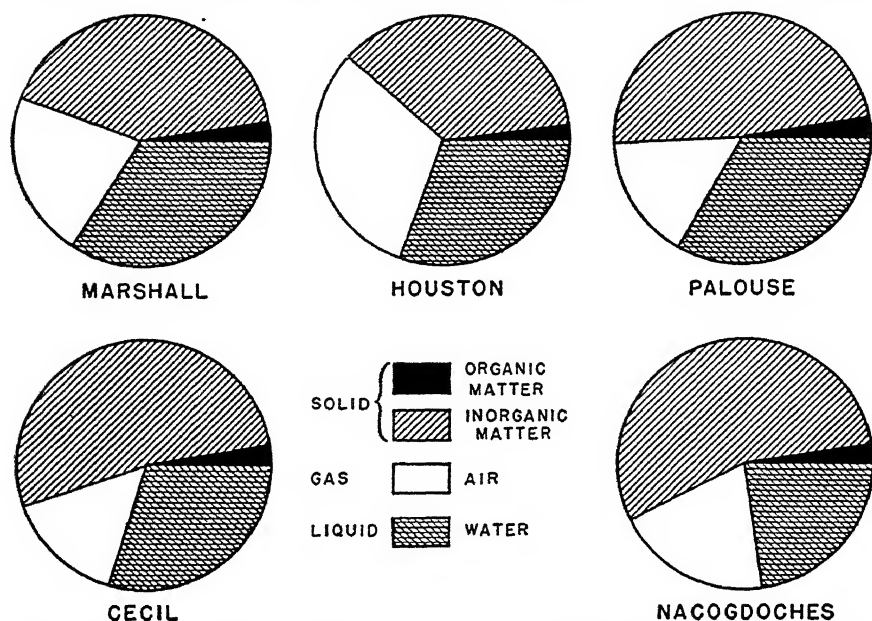 MARSHALL
HOUSTON
PALOUSE
SOLID
ORGANIC
MATTER
INORGANIC
MATTER
GAS
AIR
LIQUID
WATER
CECIL
NACOGDOCHES